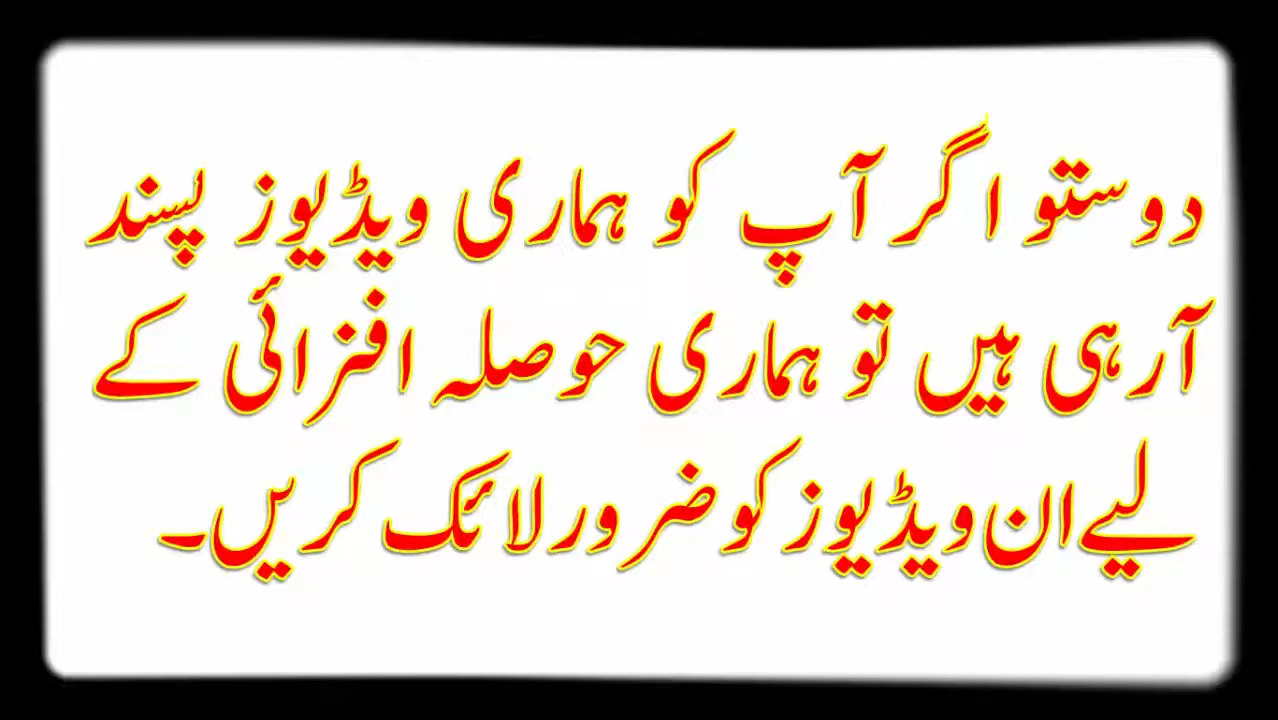 دوستو اگر آپ کو ہماری ویڈیوز پسند
آرہی ہیں تو ہماری حوصلہ افزائی کے
لیے ان ویڈیوز کو ضرور لائک کریں۔